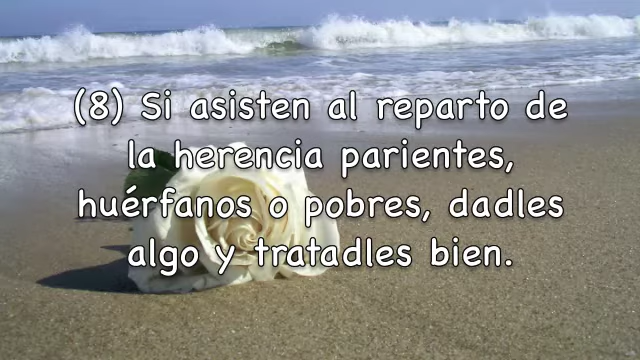 (8) Si asisten al reparto de
la herencia parientes,
huérfanos o pobres, dadles
algo y tratadles bien.